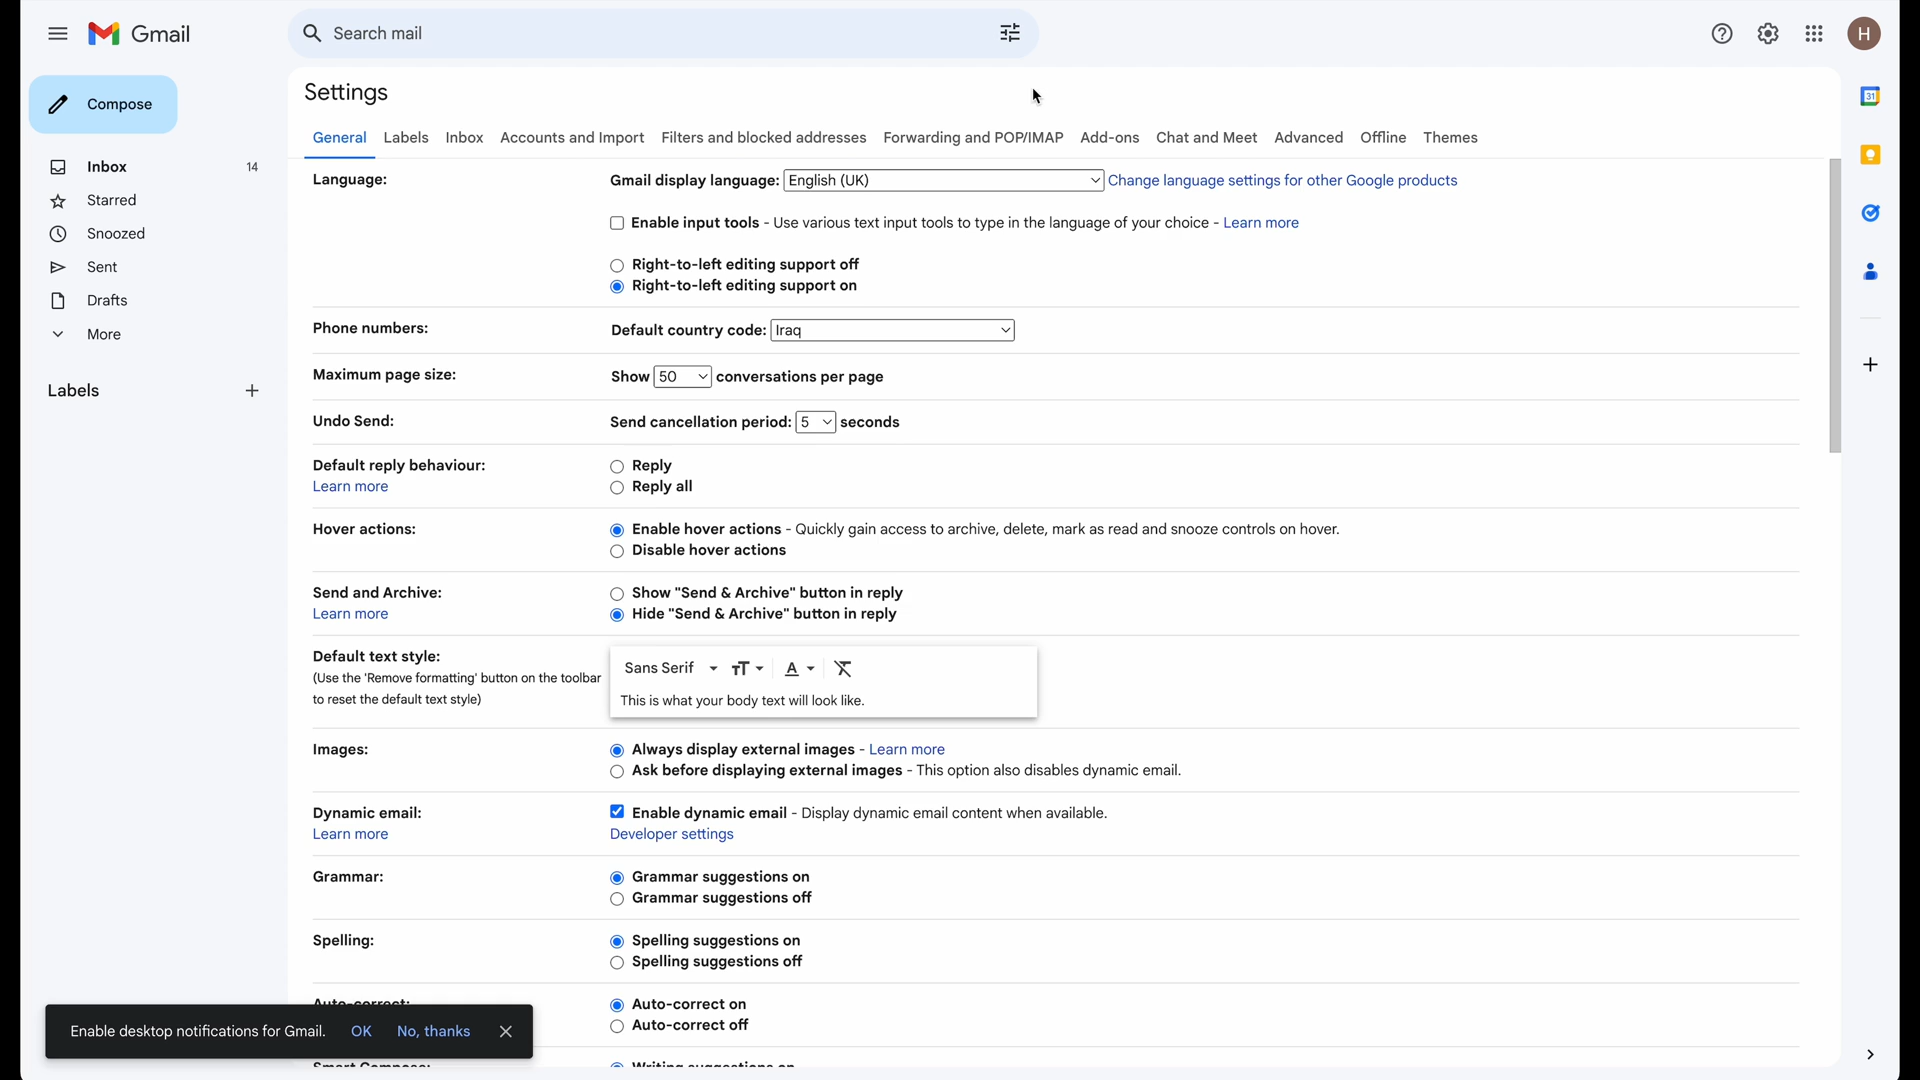 Gmail
Search mail
H
Compose
Inbox 14
Starred
Snoozed
Sent
Drafts
More
Labels
Settings
General Labels Inbox Accounts and Import Filters and blocked addresses Forwarding and POP/IMAP Add-ons Chat and Meet Advanced Offline Themes
Language: Gmail display language: English (UK) Change language settings for other Google products
Enable input tools - Use various text input tools to type in the language of your choice - Learn more
Right-to-left editing support off
Right-to-left editing support on
Phone numbers: Default country code: Iraq
Maximum page size: Show 50 conversations per page
Undo Send: Send cancellation period: 5 seconds
Default reply behaviour: Reply
Learn more Reply all
Hover actions: Enable hover actions - Quickly gain access to archive, delete, mark as read and snooze controls on hover.
Disable hover actions
Send and Archive: Show "Send & Archive" button in reply
Learn more Hide "Send & Archive" button in reply
Default text style: Sans Serif
(Use the 'Remove formatting' button on the toolbar
to reset the default text style) This is what your body text will look like.
Images: Always display external images - Learn more
Ask before displaying external images - This option also disables dynamic email.
Dynamic email: Enable dynamic email - Display dynamic email content when available.
Learn more Developer settings
Grammar: Grammar suggestions on
Grammar suggestions off
Spelling: Spelling suggestions on
Spelling suggestions off
Auto-correct: Auto-correct on
Auto-correct off
Smart Compose: Writing suggestions on
Enable desktop notifications for Gmail. OK No, thanks
31